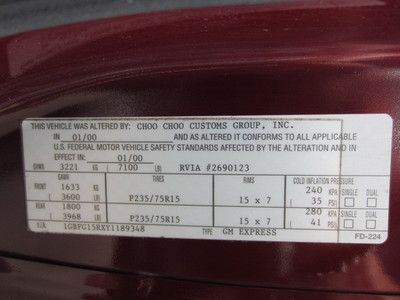 THIS VEHICLE WAS ALTERED BY: CHOO CHOO CUSTOMS GROUP, INC.
IN 01/00 AND AS ALTERED IT CONFORMS TO ALL APPLICABLE
U.S. FEDERAL MOTOR VEHICLE SAFETY STANDARDS AFFECTED BY THE ALTERATION AND IN
EFFECT IN: 01/00
GVWR 3221 KG 7100 LB RVIA #2690123
GAWR TIRES RIMS COLD INFLATION PRESSURE
FRONT 1633 KG 240 KPA SINGLE DUAL
3600 LB P235/75R15 15 x 7 35 PSI
REAR 1800 KG 280 KPA SINGLE DUAL
3968 LB P235/75R15 15 x 7 41 PSI
V/N 1GBFG15RXY1189348 TYPE GM EXPRESS
FD-224